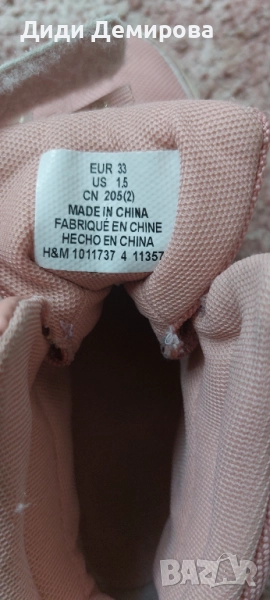 Диди Демирова
EUR 33
US 1.5
CN 205(2)
MADE IN CHINA
FABRIQUÉ EN CHINE
HECHO EN CHINA
H&M 1011737 4 11357
BAZAR